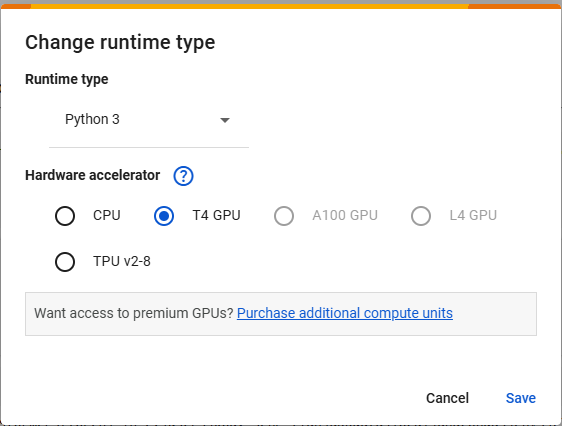 Change runtime type
Runtime type
Python 3
Hardware accelerator ?
CPU T4 GPU A100 GPU L4 GPU
TPU v2-8
Want access to premium GPUs? Purchase additional compute units
Cancel Save